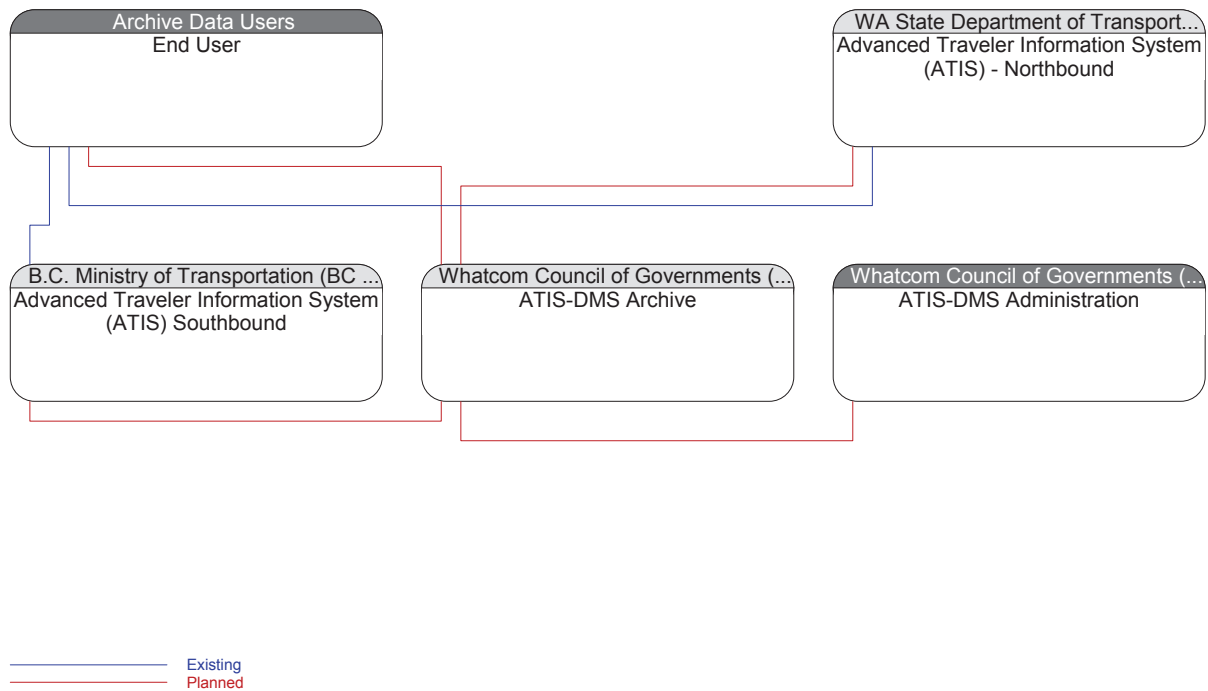 Archive Data Users
End User
WA State Department of Transport...
Advanced Traveler Information System
(ATIS) - Northbound
B.C. Ministry of Transportation (BC ...
Advanced Traveler Information System
(ATIS) Southbound
Whatcom Council of Governments (...
ATIS-DMS Archive
Whatcom Council of Governments (...
ATIS-DMS Administration
Existing
Planned